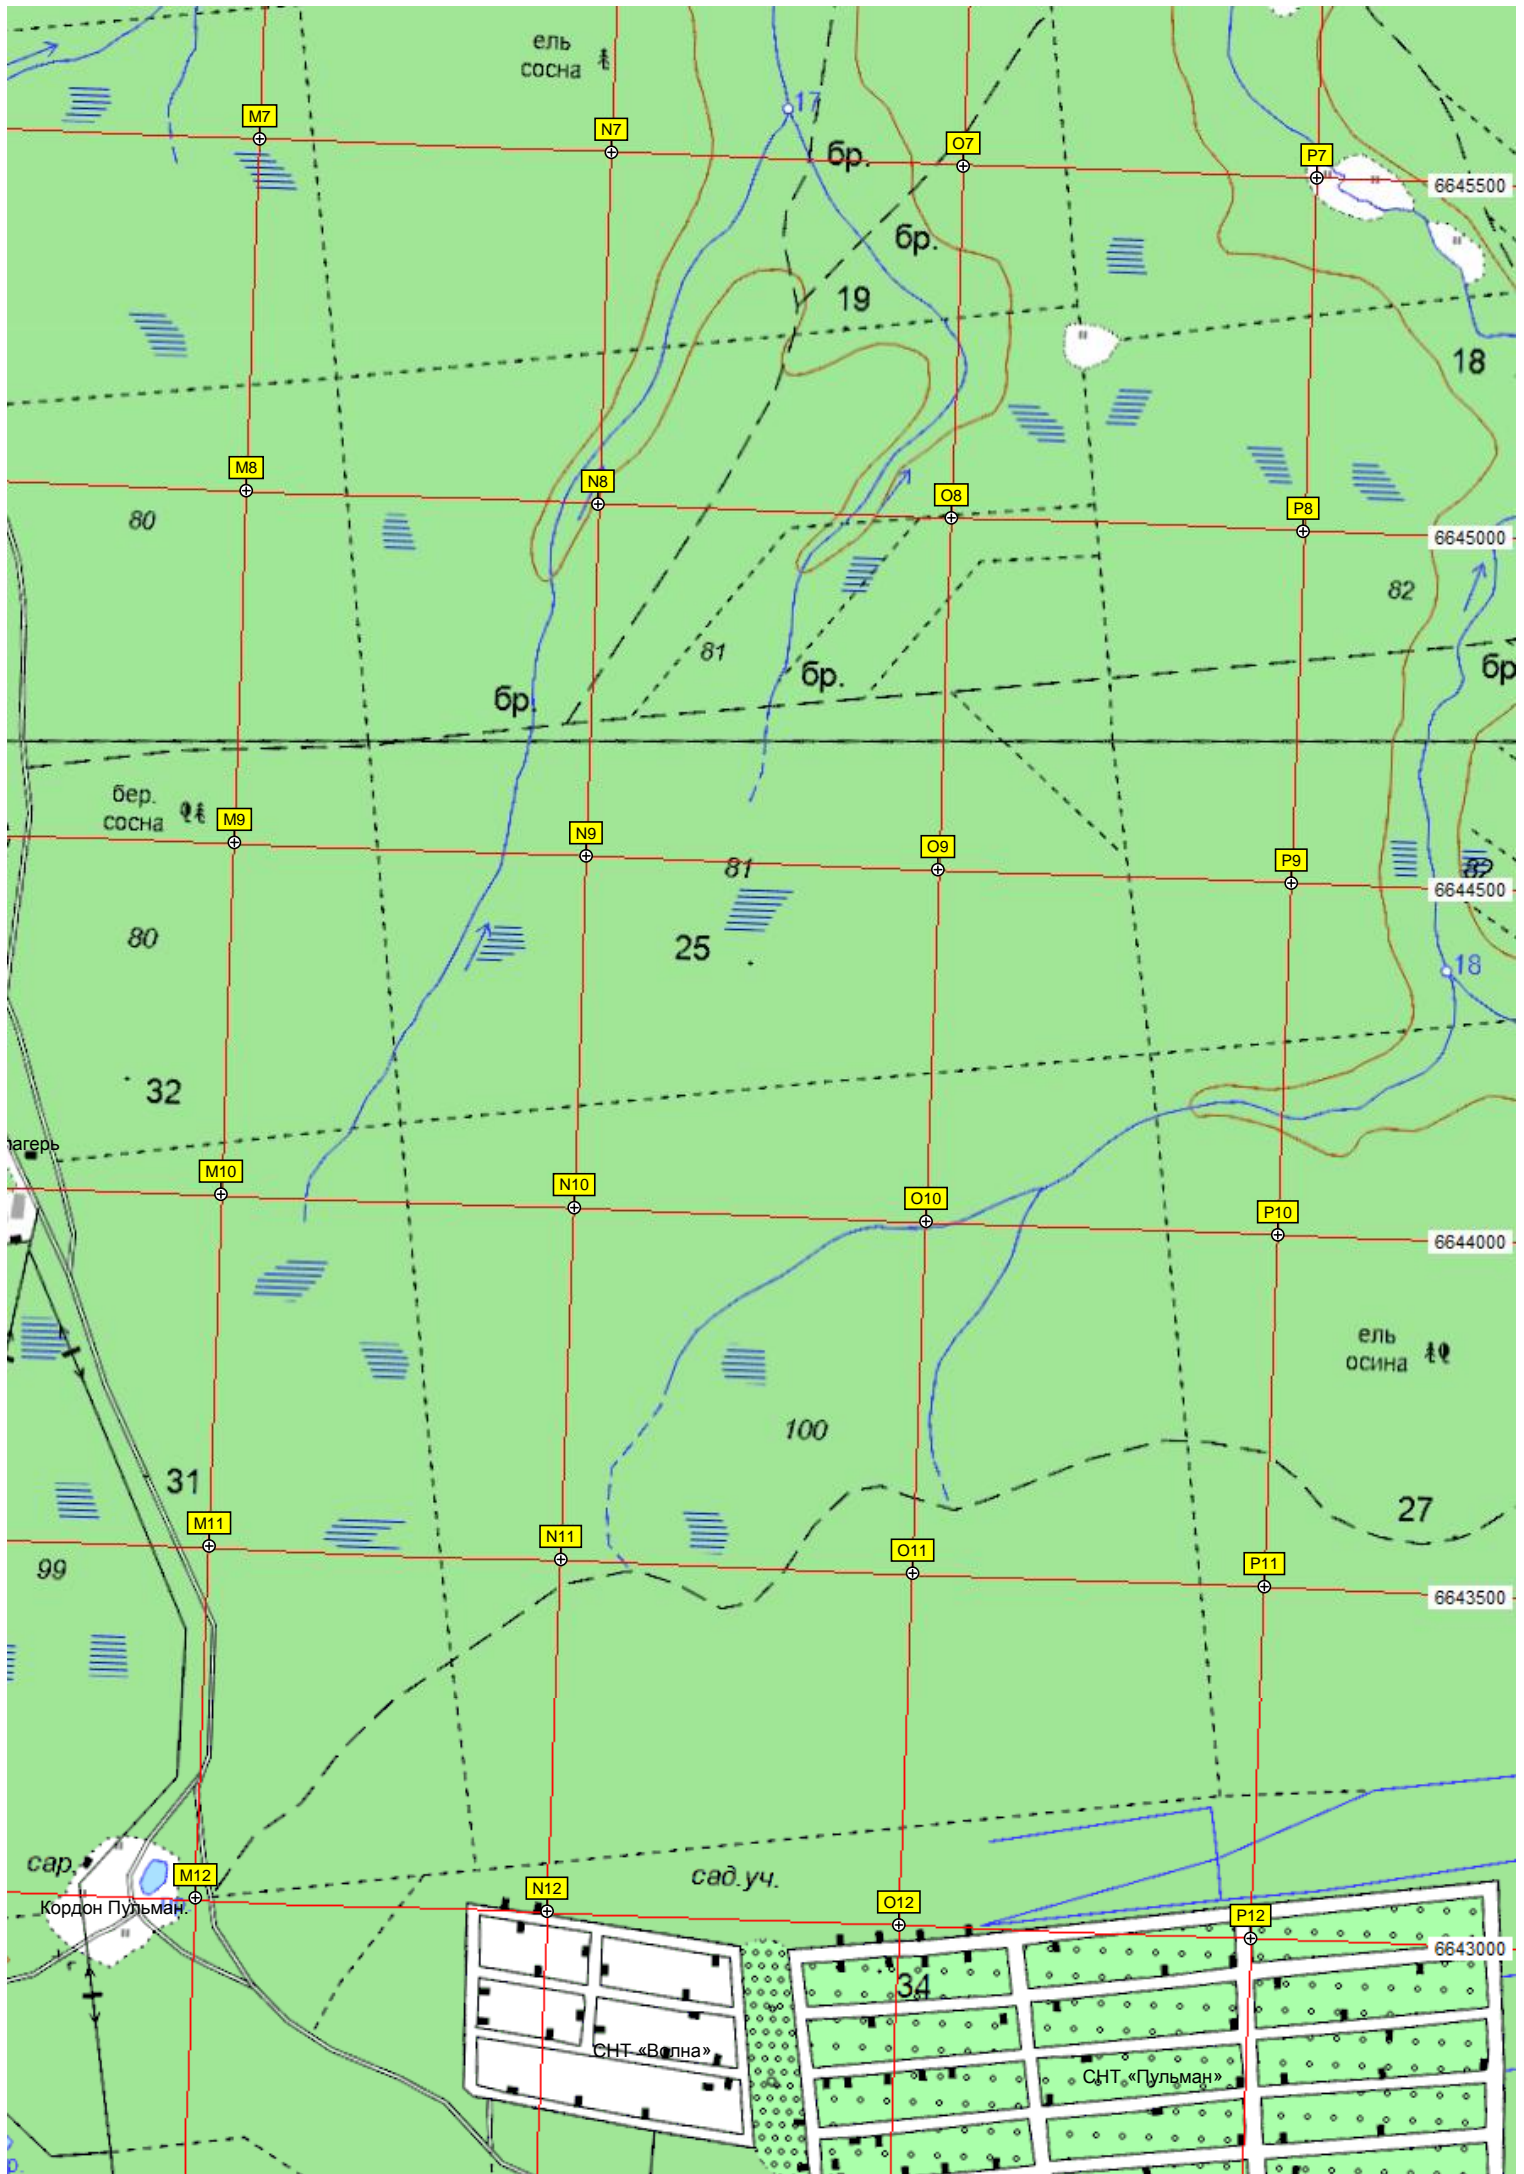 ель
сосна
17
M7
N7
O7
P7
бр.
6645500
бр.
19
18
M8
N8
O8
P8
80
6645000
82
81
бр.
бр.
бр
бер.
сосна
M9
N9
O9
P9
81
82
6644500
80
25
18
32
лагерь
M10
N10
O10
P10
6644000
ель
осина
100
31
27
M11
N11
O11
P11
99
6643500
сар.
M12
сад.уч.
N12
O12
P12
Кордон Пульман.
6643000
34
СНТ «Волна»
СНТ «Пульман»